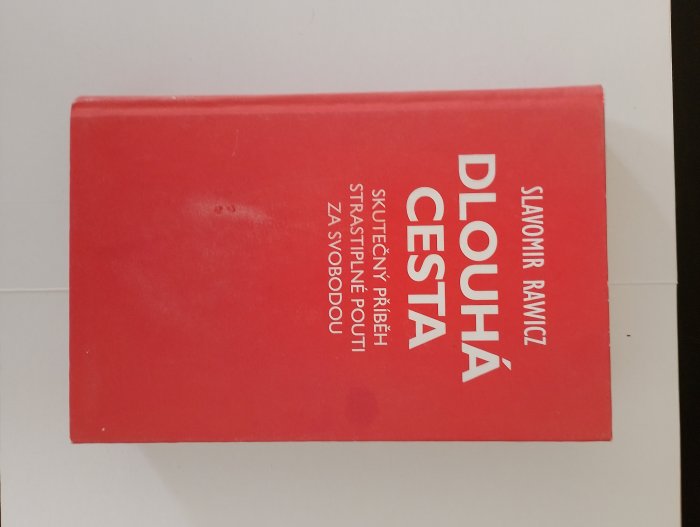 SLAVOMIR RAWICZ
DLOUHÁ
CESTA
SKUTEČNÝ PŘÍBĚH
STRASTIPLNÉ POUTI
ZA SVOBODOU